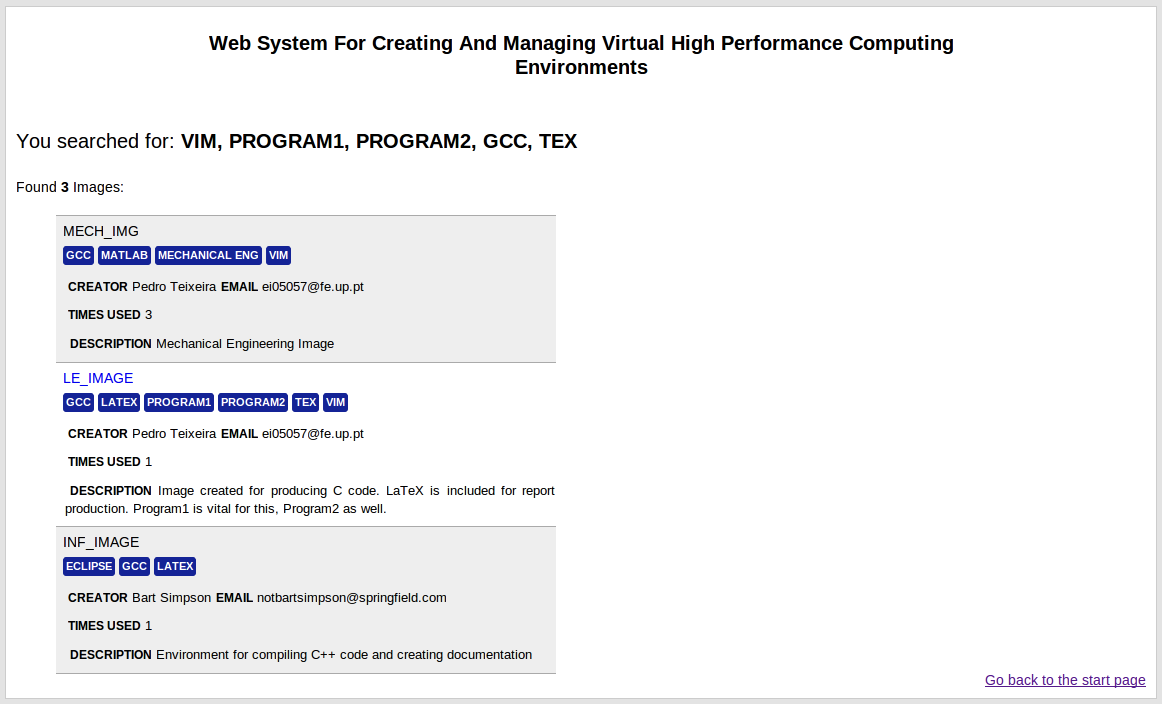 Web System For Creating And Managing Virtual High Performance Computing
Environments
You searched for: VIM, PROGRAM1, PROGRAM2, GCC, TEX
Found 3 Images:
MECH_IMG
GCC MATLAB MECHANICAL ENG VIM
CREATOR Pedro Teixeira EMAIL ei05057@fe.up.pt
TIMES USED 3
DESCRIPTION Mechanical Engineering Image
LE_IMAGE
GCC LATEX PROGRAM1 PROGRAM2 TEX VIM
CREATOR Pedro Teixeira EMAIL ei05057@fe.up.pt
TIMES USED 1
DESCRIPTION Image created for producing C code. LaTeX is included for report
production. Program1 is vital for this, Program2 as well.
INF_IMAGE
ECLIPSE GCC LATEX
CREATOR Bart Simpson EMAIL notbartsimpson@springfield.com
TIMES USED 1
DESCRIPTION Environment for compiling C++ code and creating documentation
Go back to the start page